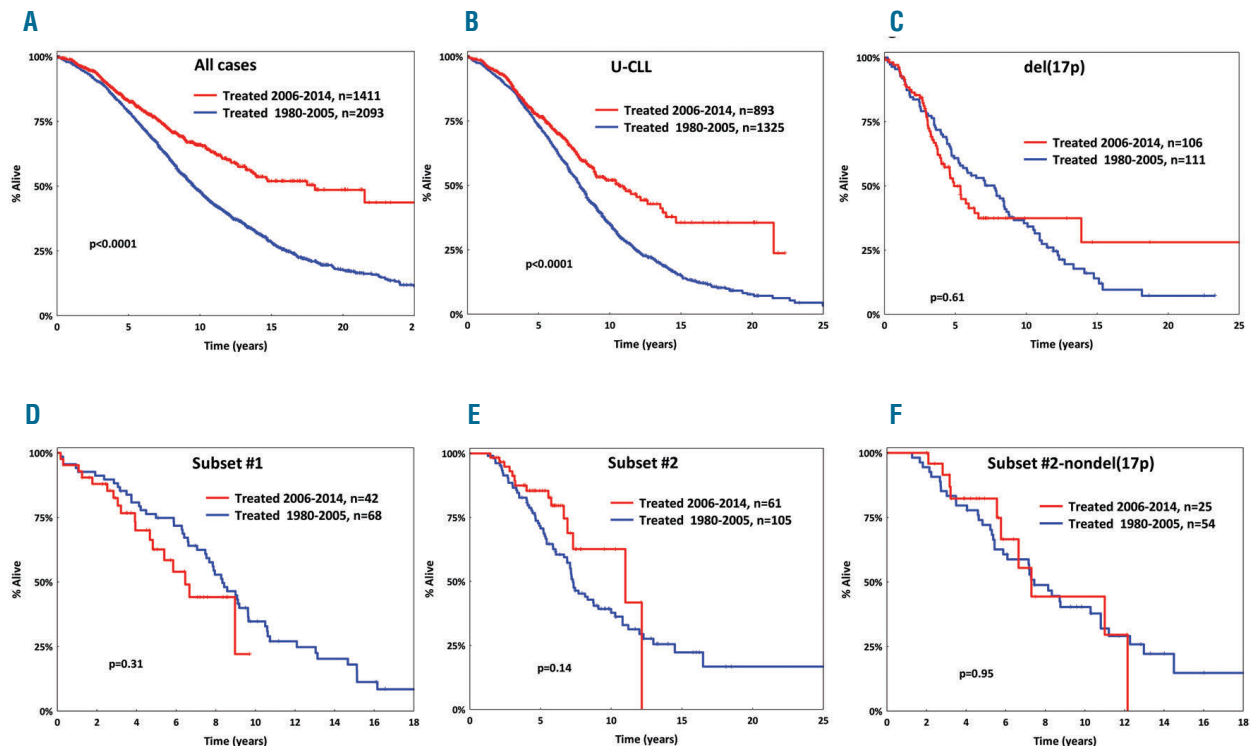 A
All cases
Treated 2006-2014, n=1411
Treated 1980-2005, n=2093
100%
75%
50%
25%
0%
% Alive
p<0.0001
0 5 10 15 20 2
Time (years)
B
U-CLL
Treated 2006-2014, n=893
Treated 1980-2005, n=1325
100%
75%
50%
25%
0%
% Alive
p<0.0001
0 5 10 15 20 25
Time (years)
C
del(17p)
Treated 2006-2014, n=106
Treated 1980-2005, n=111
100%
75%
50%
25%
0%
% Alive
p=0.61
0 5 10 15 20 25
Time (years)
D
Subset #1
Treated 2006-2014, n=42
Treated 1980-2005, n=68
100%
75%
50%
25%
0%
% Alive
p=0.31
0 2 4 6 8 10 12 14 16 18
Time (years)
E
Subset #2
Treated 2006-2014, n=61
Treated 1980-2005, n=105
100%
75%
50%
25%
0%
% Alive
p=0.14
0 5 10 15 20 25
Time (years)
F
Subset #2-nondel(17p)
Treated 2006-2014, n=25
Treated 1980-2005, n=54
100%
75%
50%
25%
0%
% Alive
p=0.95
0 2 4 6 8 10 12 14 16 18
Time (years)